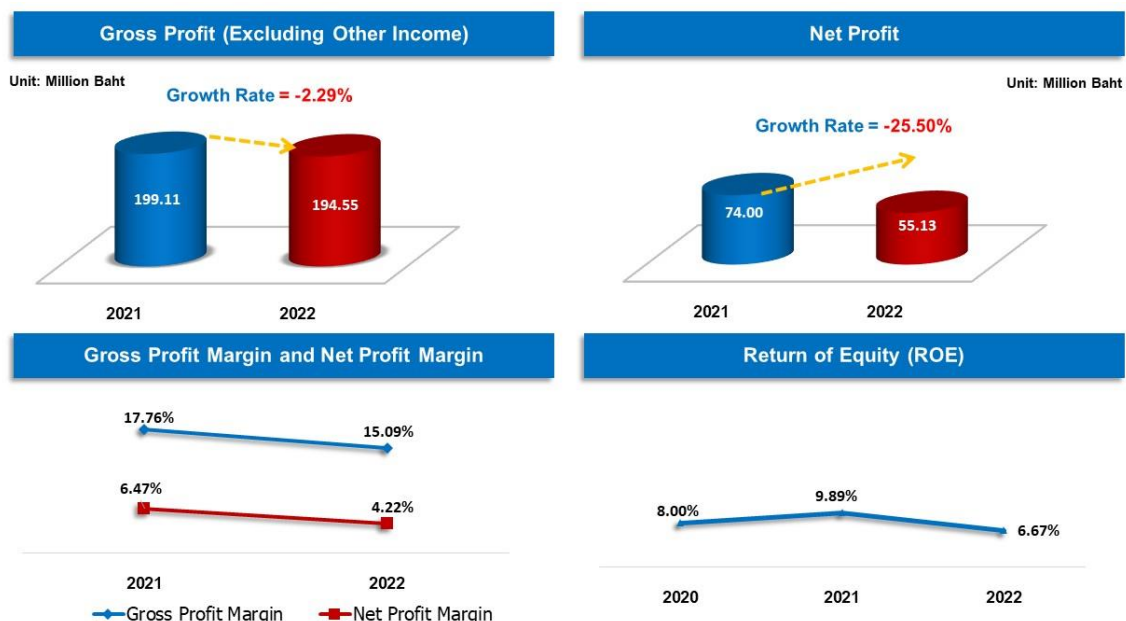 Gross Profit (Excluding Other Income)
Unit: Million Baht
Growth Rate = -2.29%
199.11
194.55
2021 2022
Net Profit
Unit: Million Baht
Growth Rate = -25.50%
74.00
55.13
2021 2022
Gross Profit Margin and Net Profit Margin
17.76%
15.09%
6.47%
4.22%
2021 2022
Gross Profit Margin Net Profit Margin
Return of Equity (ROE)
8.00%
9.89%
6.67%
2020 2021 2022